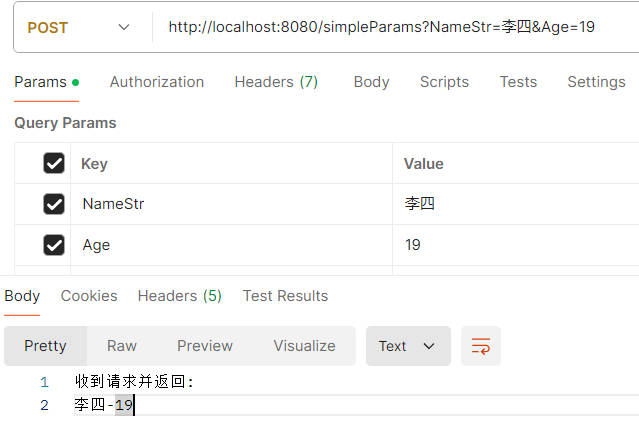 POST http://localhost:8080/simpleParams?NameStr=李四&Age=19
Params Authorization Headers (7) Body Scripts Tests Settings
Query Params
Key Value
NameStr 李四
Age 19
Body Cookies Headers (5) Test Results
Pretty Raw Preview Visualize Text
1 收到请求并返回:
2 李四-19